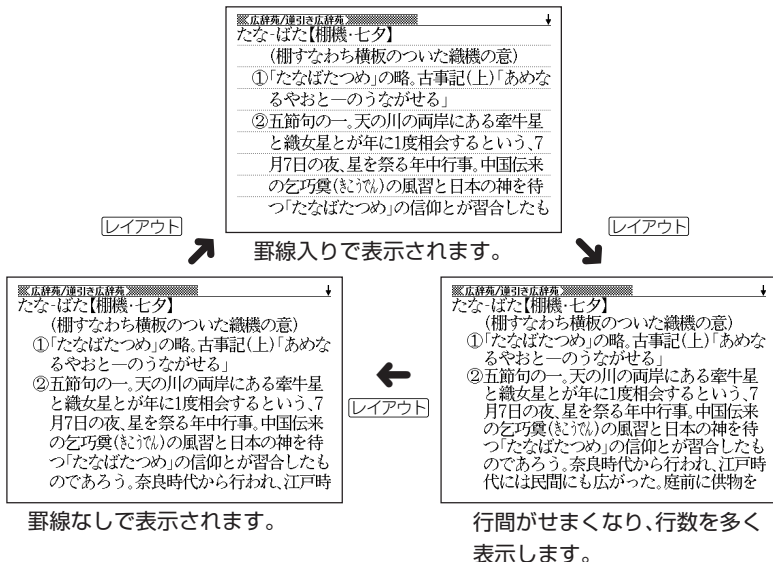 広辞苑/逆引き広辞苑
たな-ばた【棚機・七夕】
(棚すなわち横板のついた織機の意)
①「たなばたつめ」の略。古事記(上)「あめな
るやおと―のうながせる」
②五節句の一。天の川の両岸にある牽牛星
と織女星とが年に1度相会するという、7
月7日の夜、星を祭る年中行事。中国伝来
の乞巧奠(きこうでん)の風習と日本の神を待
つ「たなばたつめ」の信仰とが習合したも
罫線入りで表示されます。
レイアウト
レイアウト
広辞苑/逆引き広辞苑
たな-ばた【棚機・七夕】
(棚すなわち横板のついた織機の意)
①「たなばたつめ」の略。古事記(上)「あめな
るやおと―のうながせる」
②五節句の一。天の川の両岸にある牽牛星
と織女星とが年に1度相会するという、7
月7日の夜、星を祭る年中行事。中国伝来
の乞巧奠(きこうでん)の風習と日本の神を待
つ「たなばたつめ」の信仰とが習合したも
のであろう。奈良時代から行われ、江戸時
罫線なしで表示されます。
レイアウト
広辞苑/逆引き広辞苑
たな-ばた【棚機・七夕】
(棚すなわち横板のついた織機の意)
①「たなばたつめ」の略。古事記(上)「あめな
るやおと―のうながせる」
②五節句の一。天の川の両岸にある牽牛星
と織女星とが年に1度相会するという、7
月7日の夜、星を祭る年中行事。中国伝来
の乞巧奠(きこうでん)の風習と日本の神を待
つ「たなばたつめ」の信仰とが習合したも
のであろう。奈良時代から行われ、江戸時
代には民間にも広がった。庭前に供物を
行間がせまくなり、行数を多く
表示します。